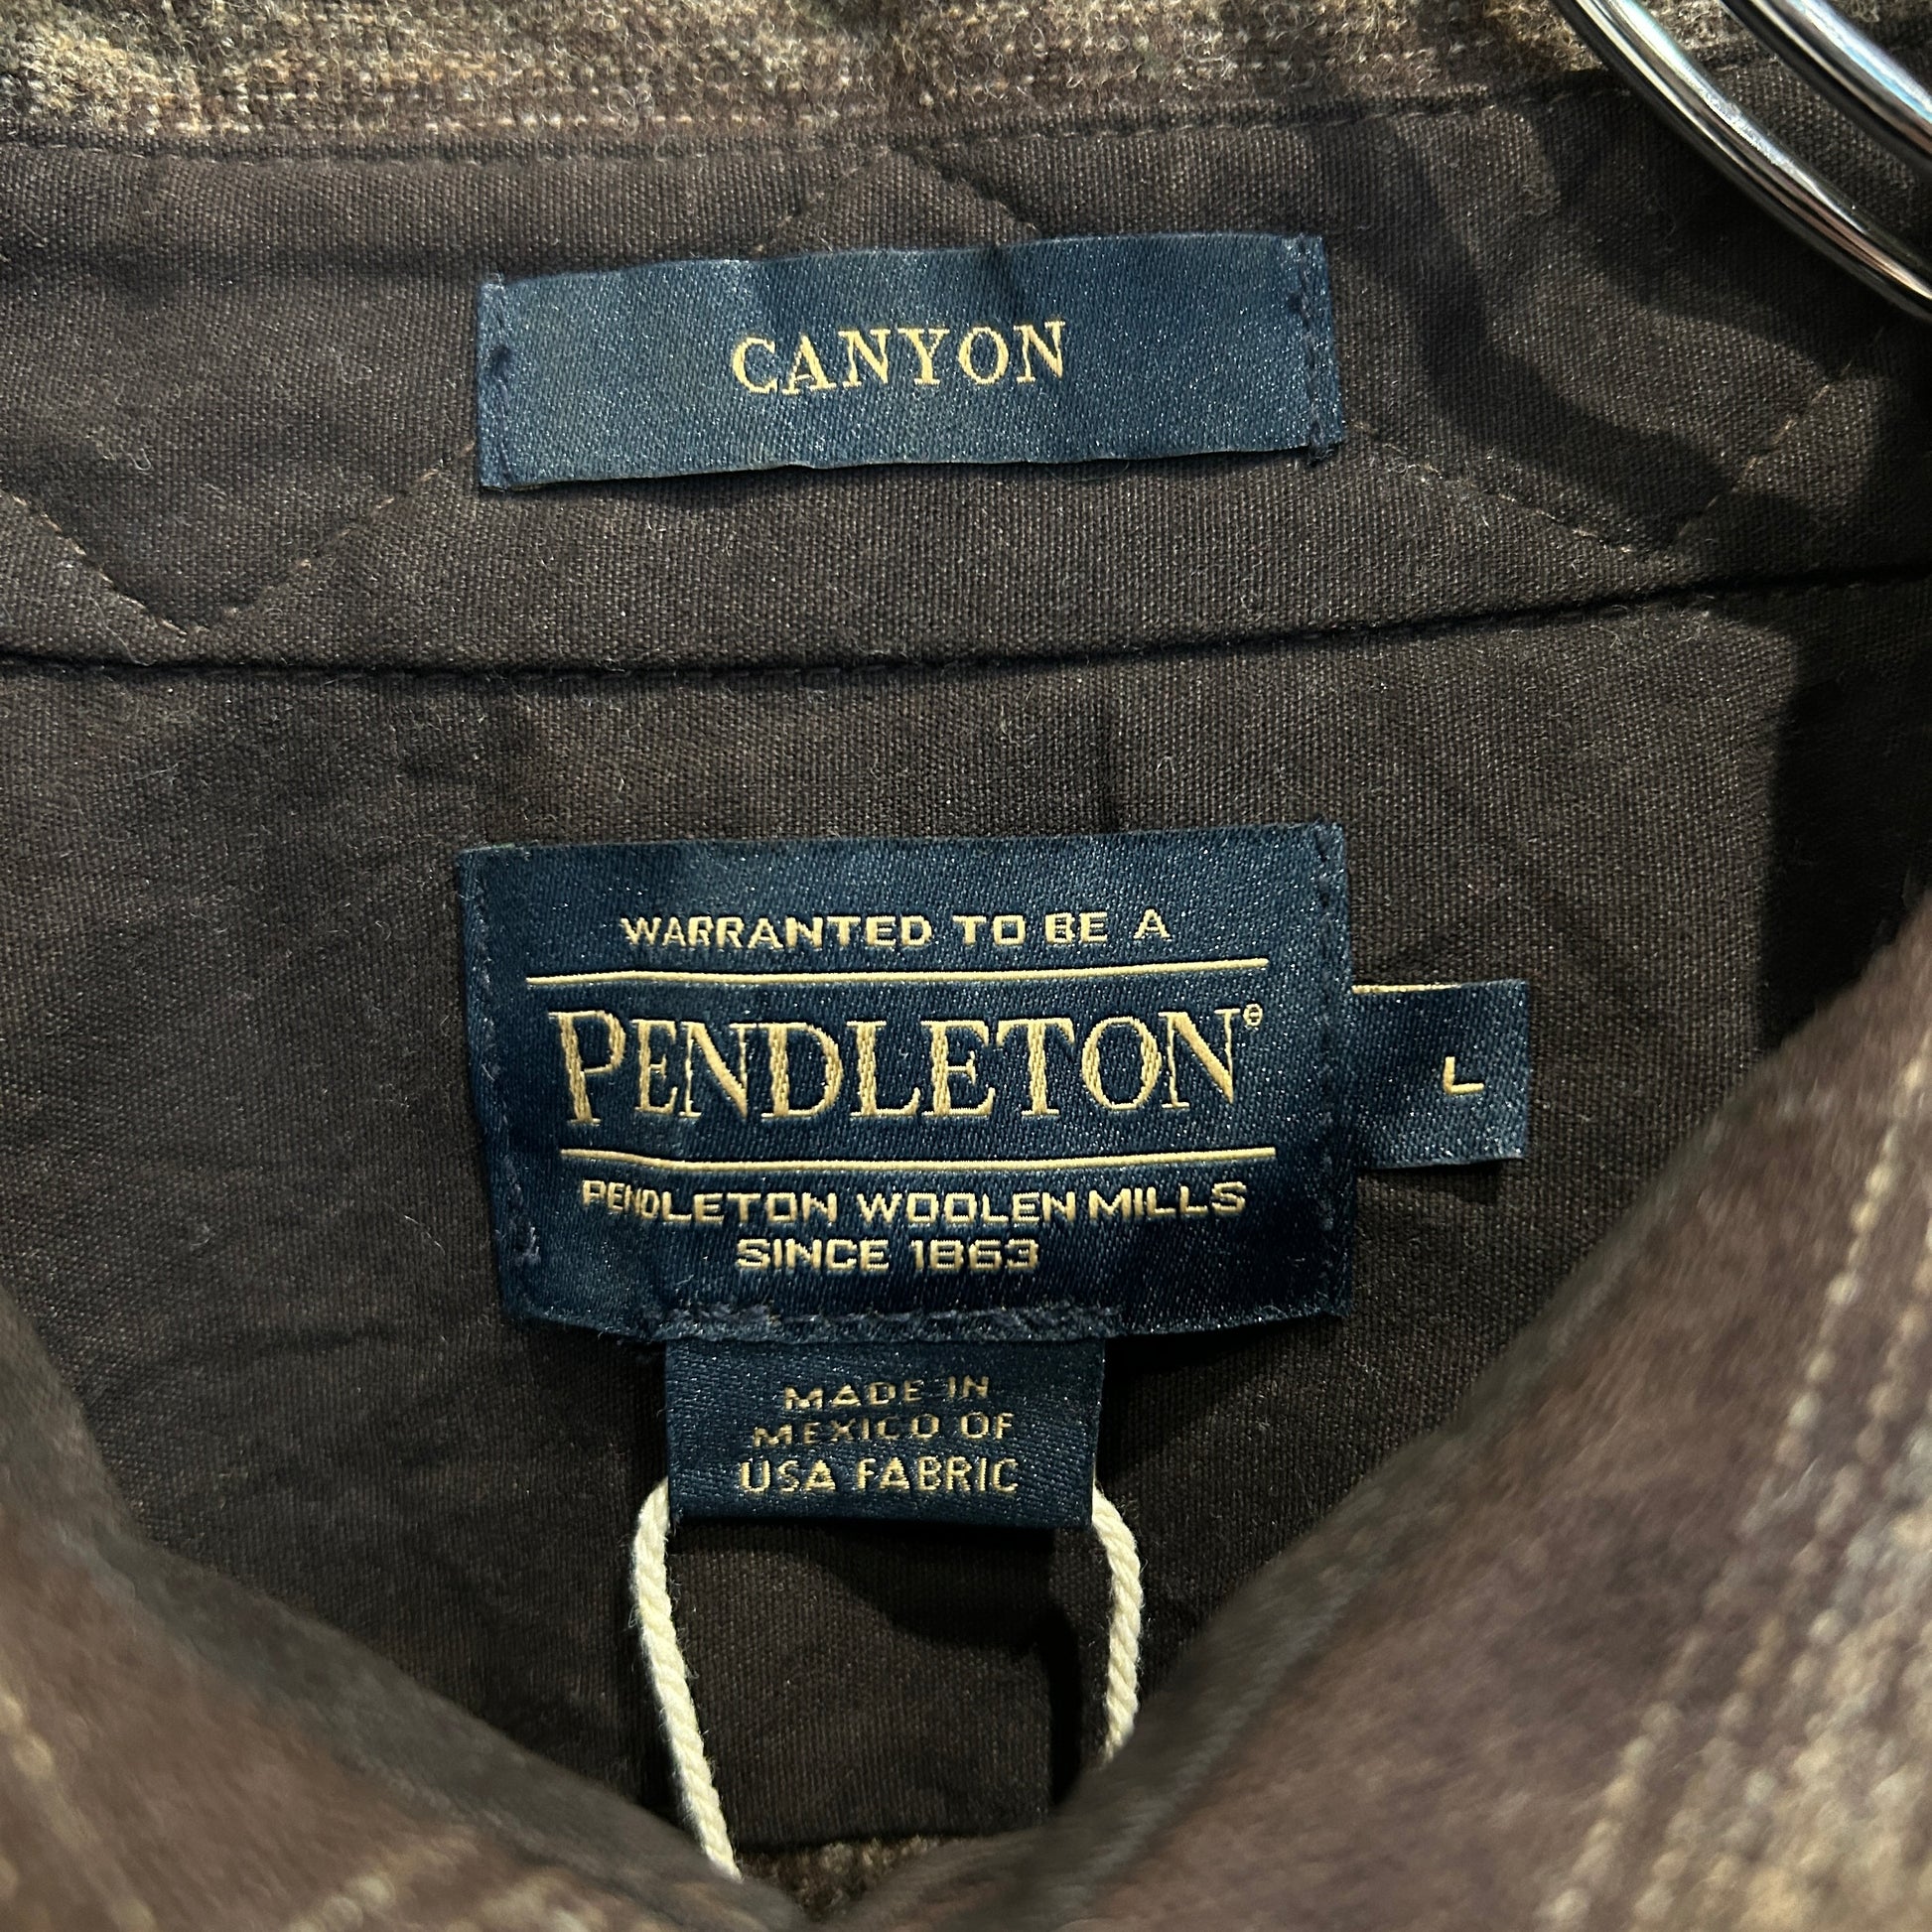 CANYON
WARRANTED TO BE A
PENDLETON®
L
PENDLETON WOOLEN MILLS
SINCE 1863
MADE IN
MEXICO OF
USA FABRIC